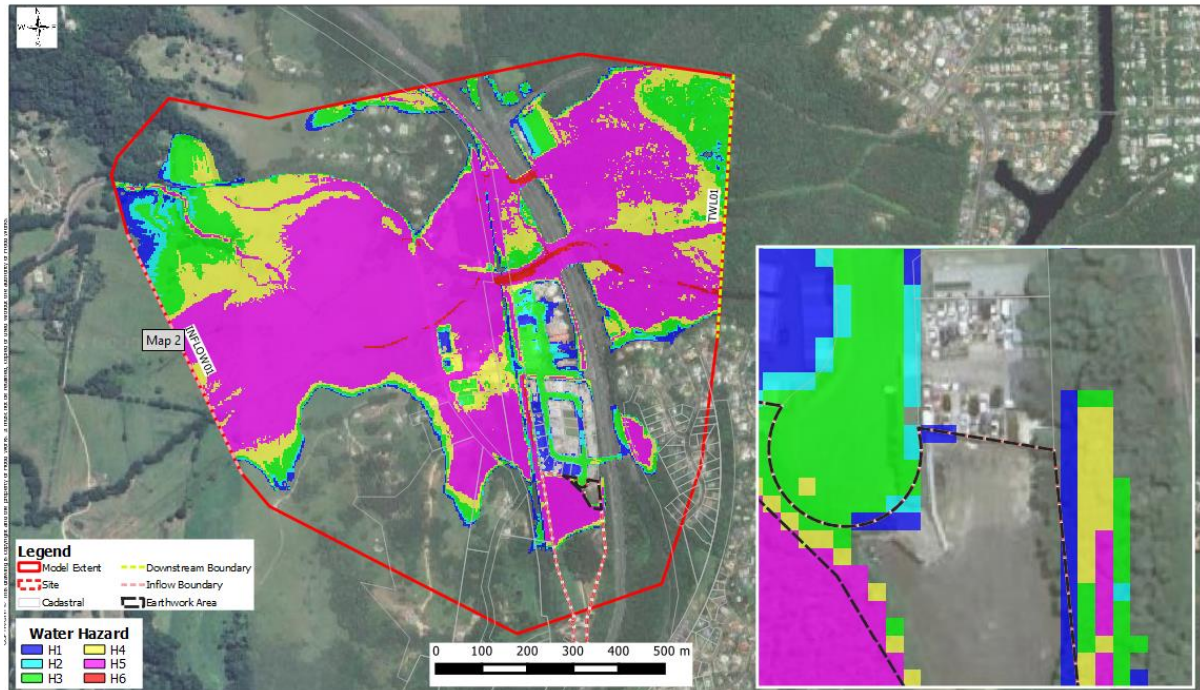 N
W
TWL01
INFLOW01
Map 2
Legend
Model Extent
Site
Cadastral
Downstream Boundary
Inflow Boundary
Earthwork Area
Water Hazard
H1
H2
H3
H4
H5
H6
0 100 200 300 400 500 m